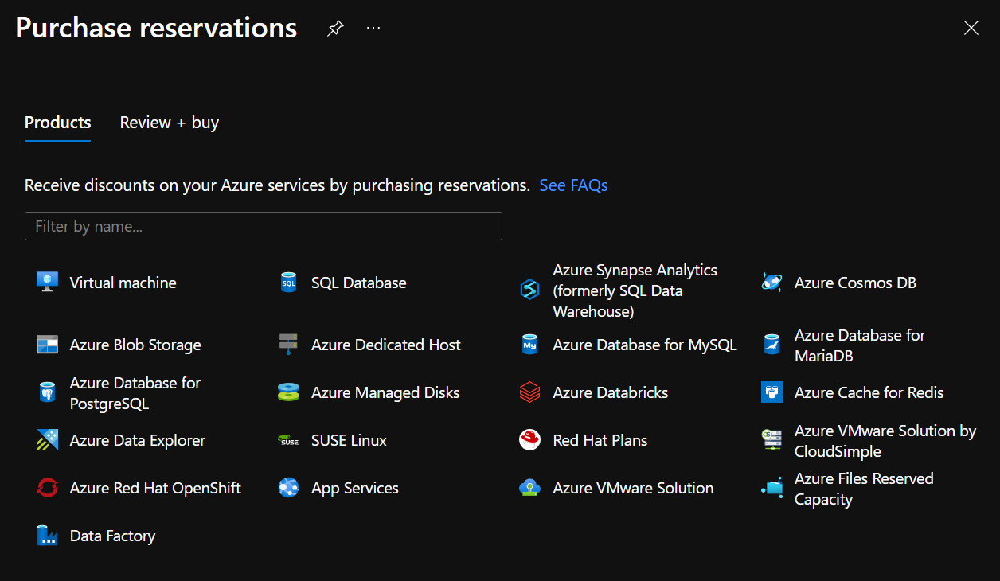 Purchase reservations
Products
Review + buy
Receive discounts on your Azure services by purchasing reservations. See FAQs
Filter by name...
Virtual machine
SQL
SQL Database
Azure Synapse Analytics
(formerly SQL Data
Warehouse)
Azure Cosmos DB
Azure Blob Storage
Azure Dedicated Host
My
Azure Database for MySQL
Azure Database for
MariaDB
Azure Database for
PostgreSQL
Azure Managed Disks
Azure Databricks
Azure Cache for Redis
Azure Data Explorer
SUSE
SUSE Linux
Red Hat Plans
CS
Azure VMware Solution by
CloudSimple
Azure Red Hat OpenShift
App Services
Azure VMware Solution
Azure Files Reserved
Capacity
Data Factory